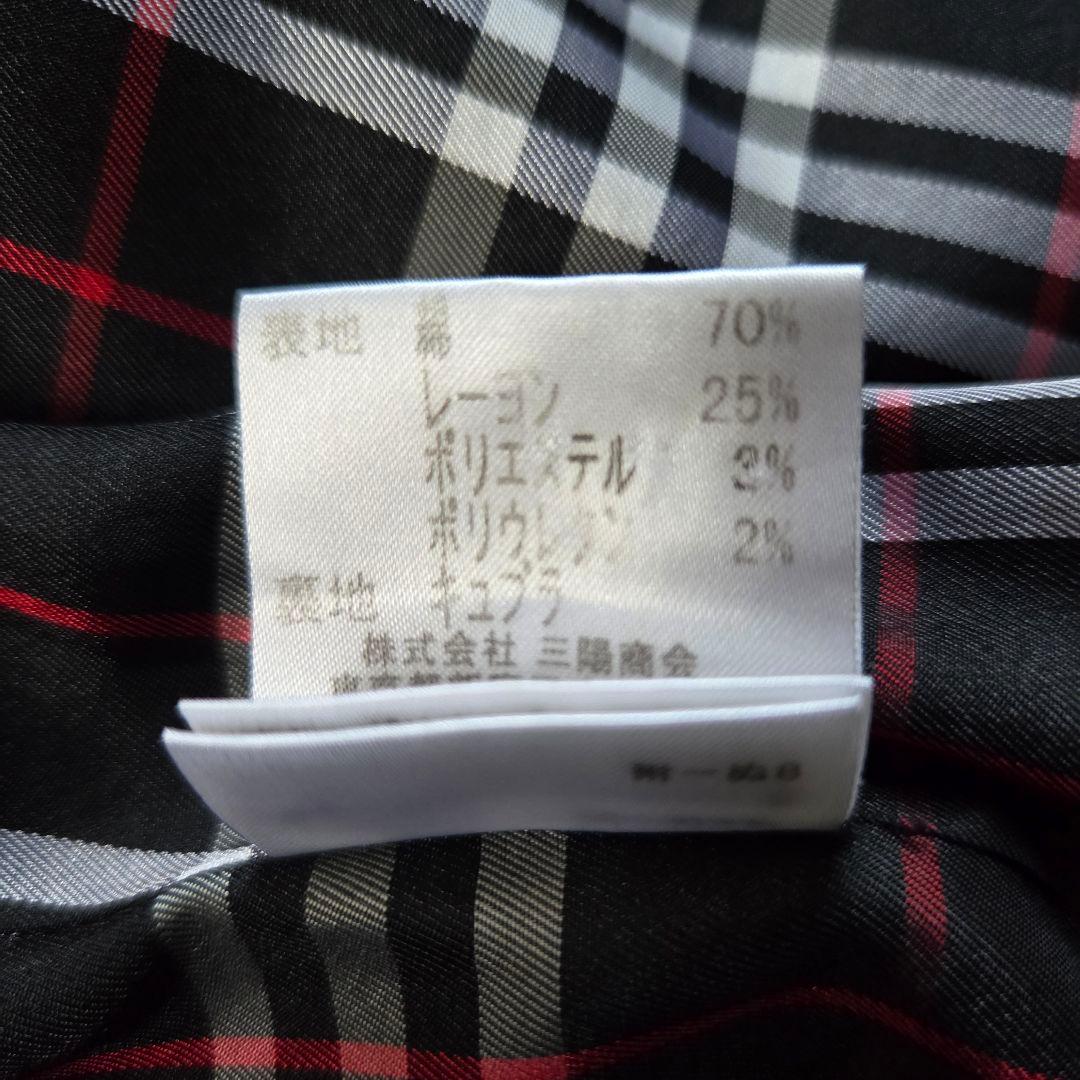 表地 綿 70%
レーヨン 25%
ポリエステル 3%
ポリウレタン 2%
裏地 キュプラ
株式会社 三陽商会